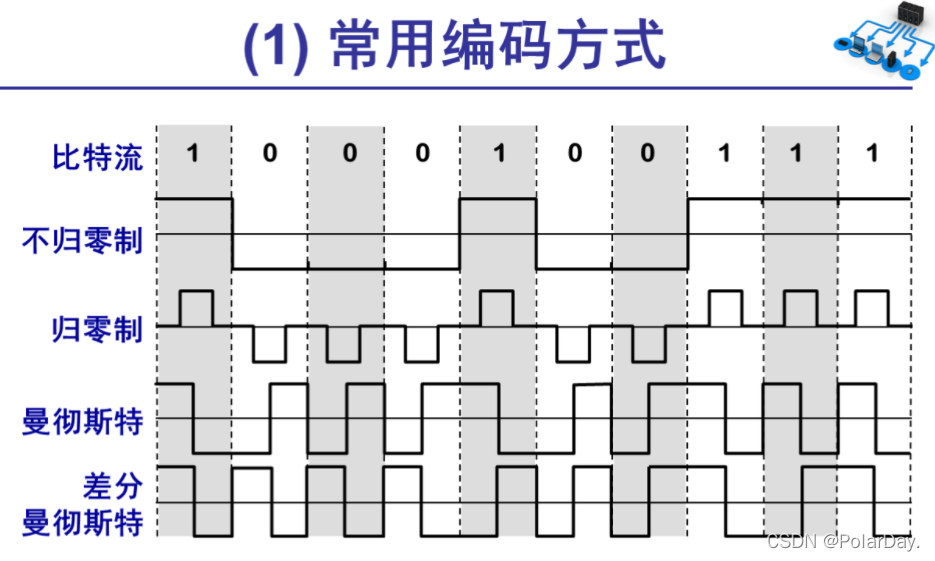 (1) 常用编码方式
比特流 1 0 0 0 1 0 0 1 1 1
不归零制
归零制
曼彻斯特
差分
曼彻斯特
CSDN @PolarDay.